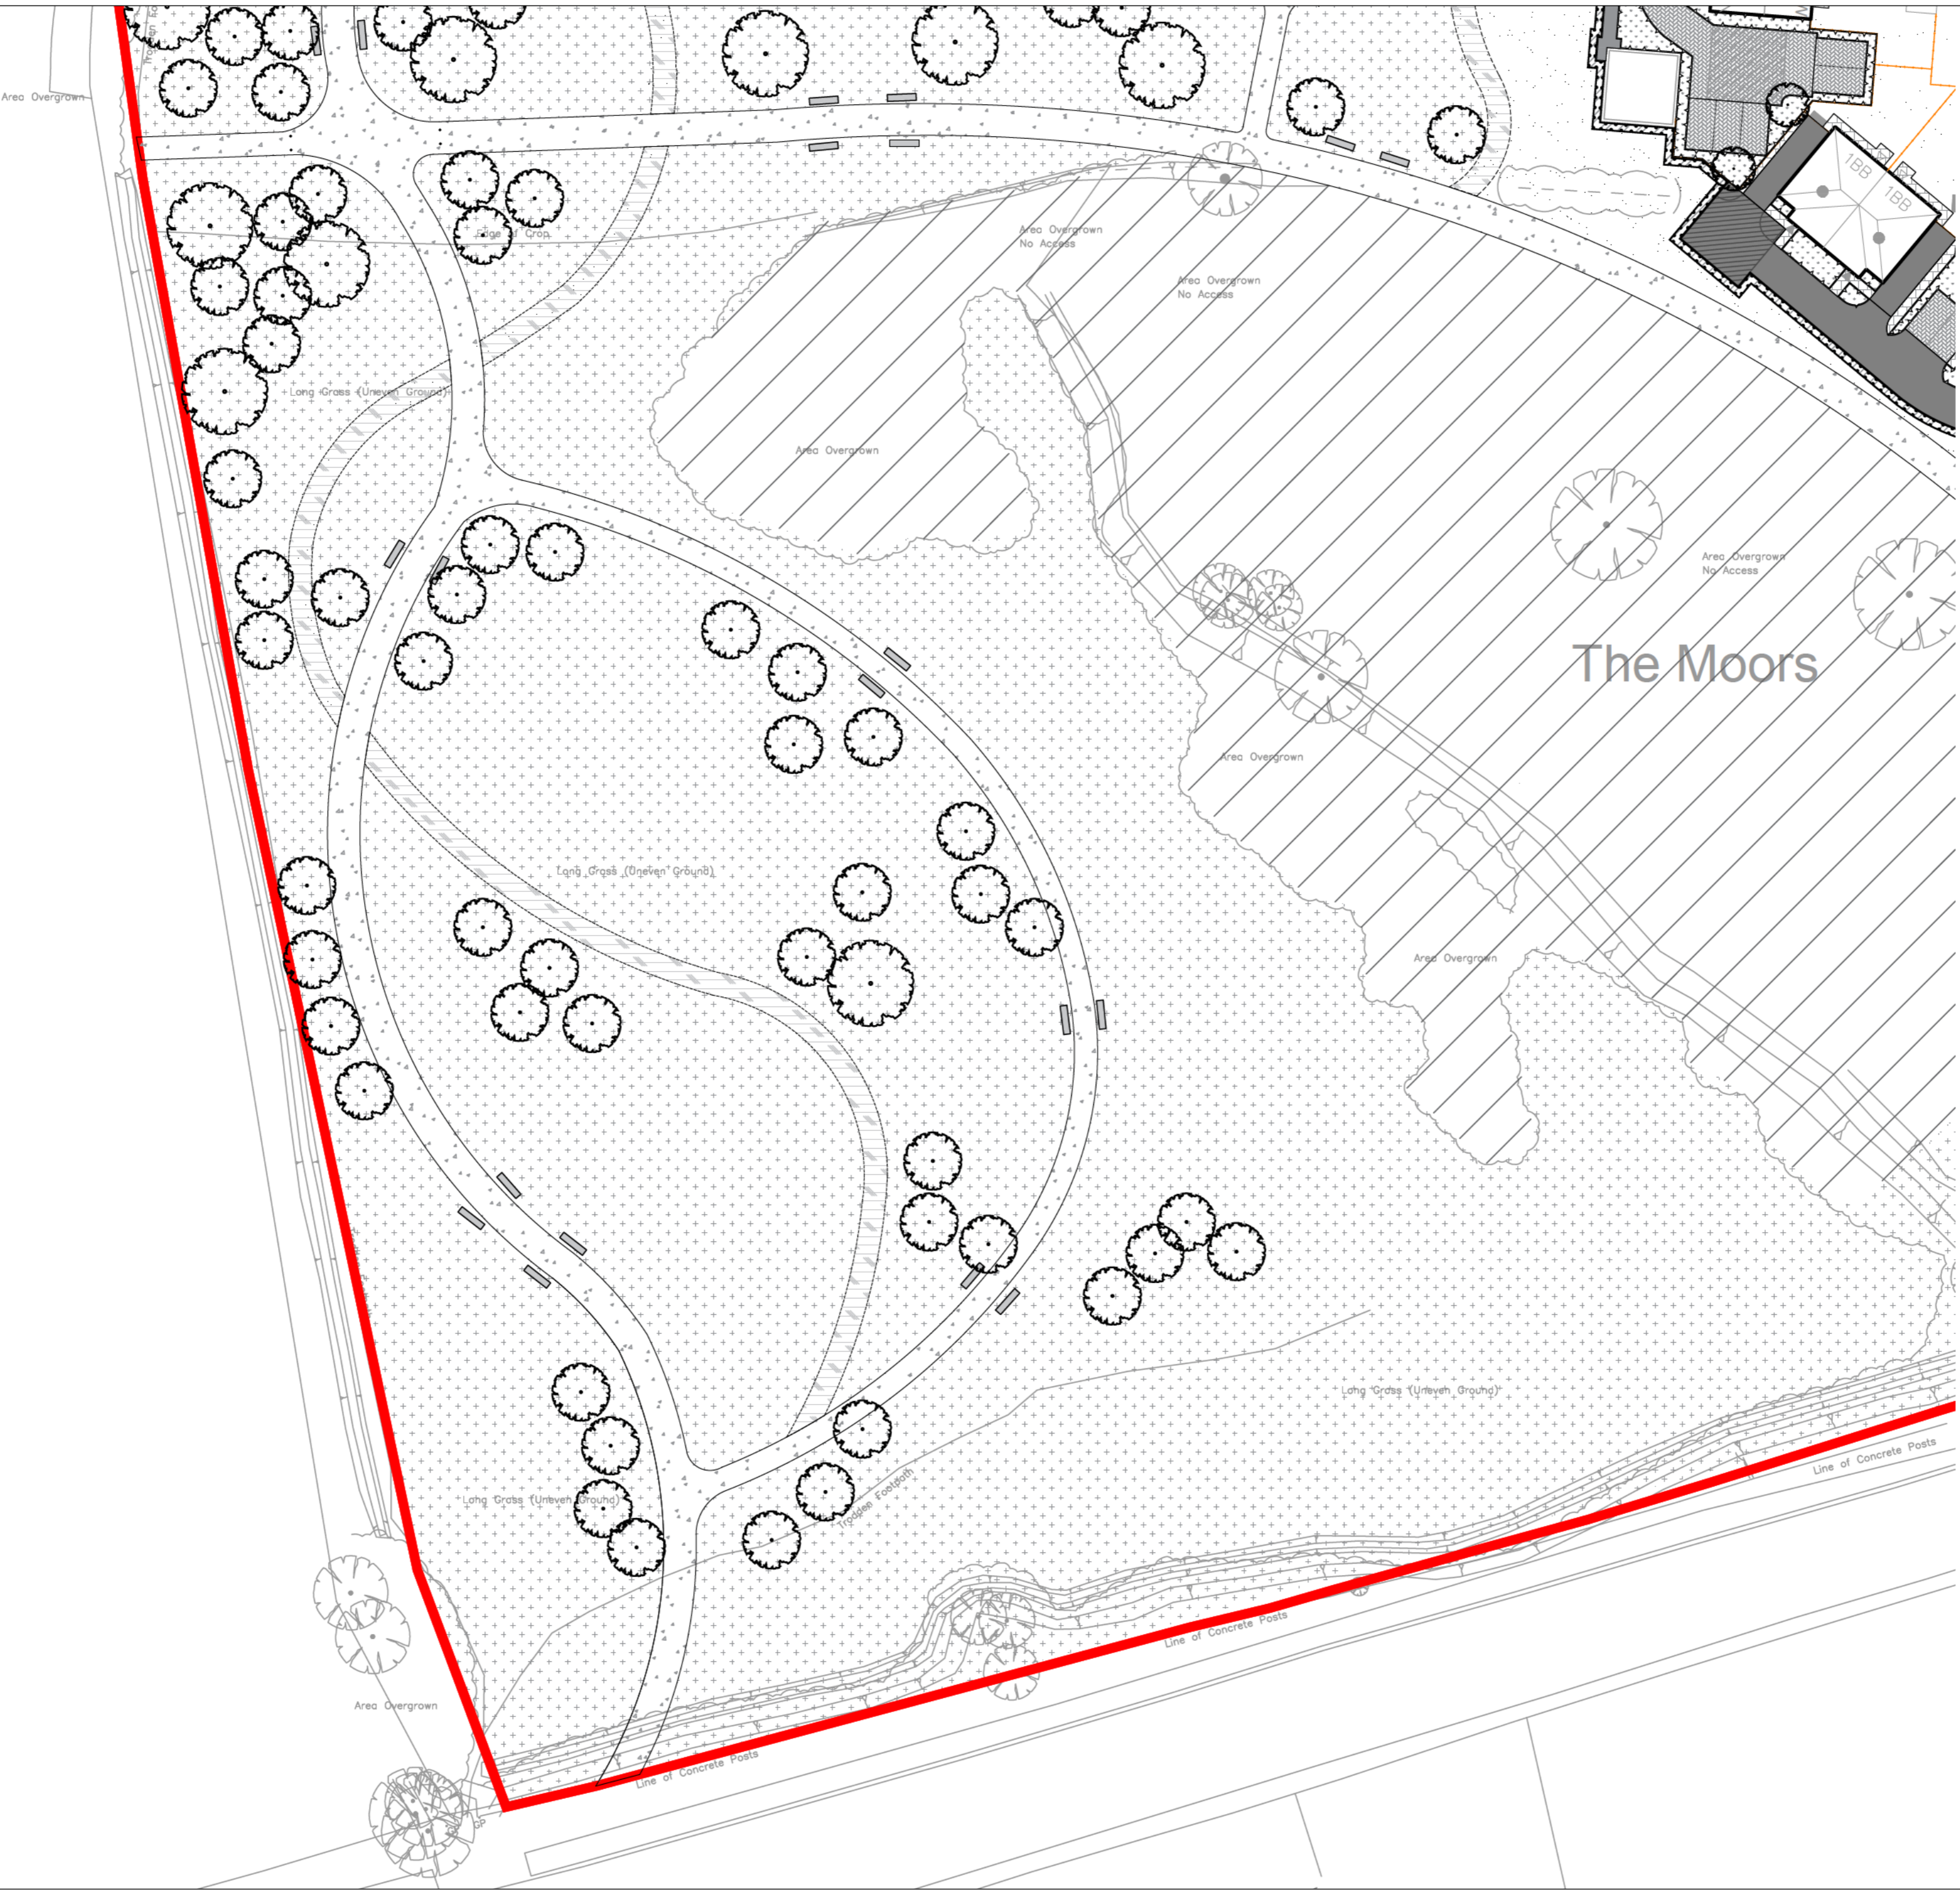 Area Overgrown
1BB
1BB
Edge of Crop
Area Overgrown
No Access
Area Overgrown
No Access
Long Grass (Uneven Ground)
Area Overgrown
Area Overgrown
No Access
The Moors
Area Overgrown
Long Grass (Uneven Ground)
Area Overgrown
Long Grass (Uneven Ground)
Line of Concrete Posts
Trodden Footpath
Long Grass (Uneven Ground)
Line of Concrete Posts
Area Overgrown
Line of Concrete Posts
GP